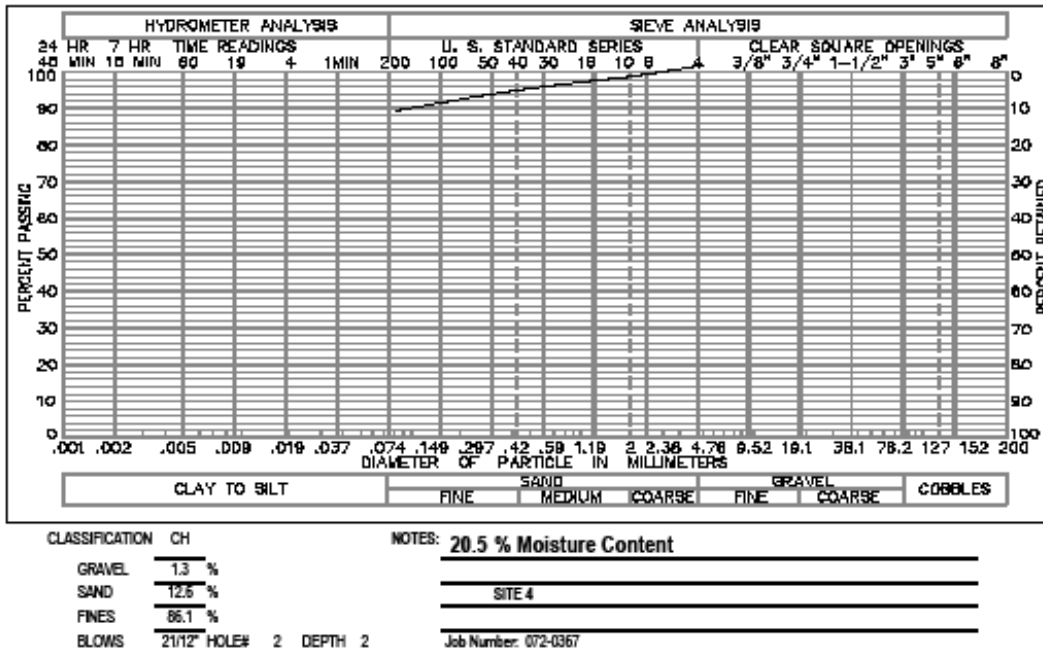 HYDROMETER ANALYSIS SIEVE ANALYSIS
24 HR 7 HR TIME READINGS U. S. STANDARD SERIES CLEAR SQUARE OPENINGS
MIN MIN 60 19 4 1MIN 200 100 50 40 30 16 10 8 4 3/8" 3/4" 1-1/2" 3" 5" 6" 8"
100 0
90 10
80 20
70 30
60 40
50 50
40 60
30 70
20 80
10 90
0 100
PERCENT PASSING
PERCENT RETAINED
.001 .002 .005 .009 .019 .037 .074 .149 .297 .42 .59 1.19 2 2.38 4.76 9.52 19.1 38.1 76.2 127 152 200
DIAMETER OF PARTICLE IN MILLIMETERS
CLAY TO SILT SAND GRAVEL COBBLES
FINE MEDIUM COARSE FINE COARSE
CLASSIFICATION CH NOTES: 20.5 % Moisture Content
GRAVEL 1.3 %
SAND 12.6 % SITE 4
FINES 86.1 %
BLOWS 21/12" HOLE# 2 DEPTH 2 Job Number: 072-0367